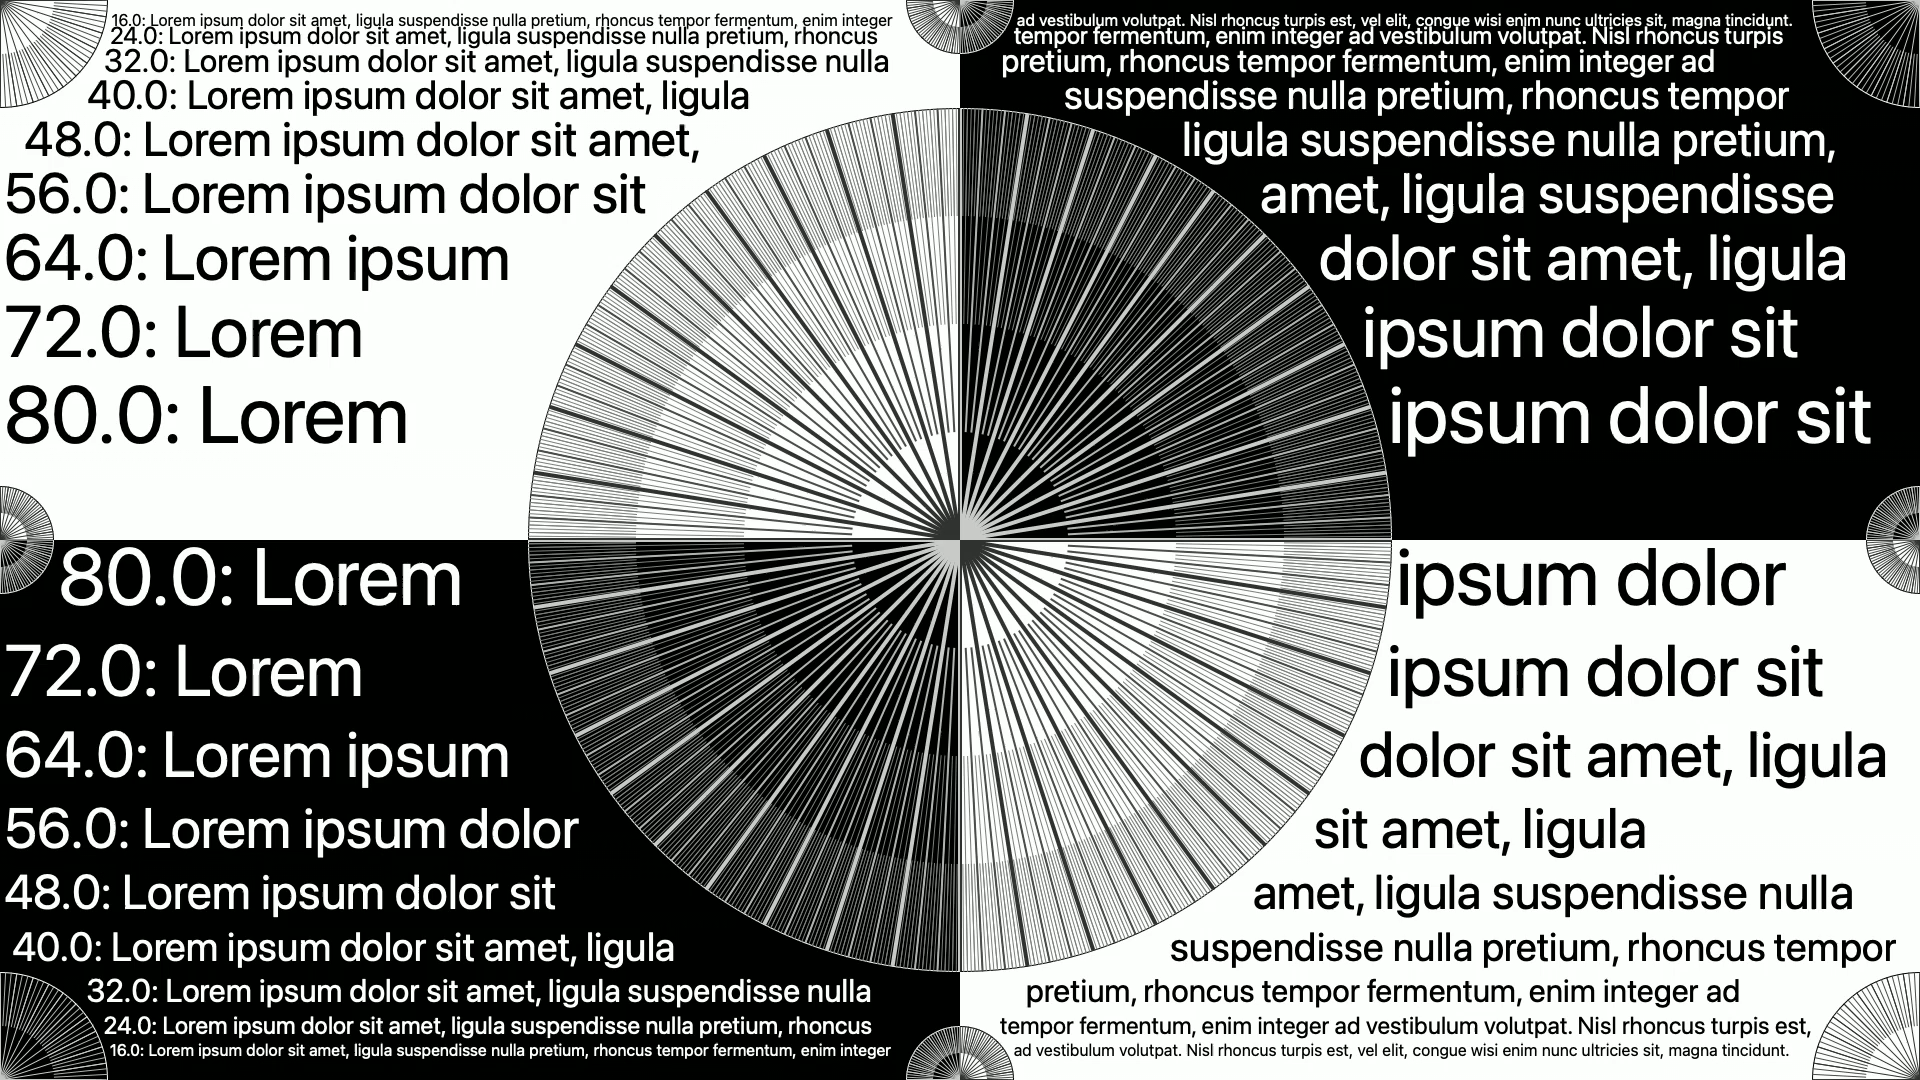 16.0: Lorem ipsum dolor sit amet, ligula suspendisse nulla pretium, rhoncus tempor fermentum, enim integer ad vestibulum volutpat. Nisl rhoncus turpis est, vel elit, congue wisi enim nunc ultricies sit, magna tincidunt.
24.0: Lorem ipsum dolor sit amet, ligula suspendisse nulla pretium, rhoncus tempor fermentum, enim integer ad vestibulum volutpat. Nisl rhoncus turpis
32.0: Lorem ipsum dolor sit amet, ligula suspendisse nulla pretium, rhoncus tempor fermentum, enim integer ad
40.0: Lorem ipsum dolor sit amet, ligula suspendisse nulla pretium, rhoncus tempor
48.0: Lorem ipsum dolor sit amet, ligula suspendisse nulla pretium,
56.0: Lorem ipsum dolor sit amet, ligula suspendisse
64.0: Lorem ipsum dolor sit amet, ligula
72.0: Lorem ipsum dolor sit
80.0: Lorem ipsum dolor sit
80.0: Lorem ipsum dolor
72.0: Lorem ipsum dolor sit
64.0: Lorem ipsum dolor sit amet, ligula
56.0: Lorem ipsum dolor sit amet, ligula
48.0: Lorem ipsum dolor sit amet, ligula suspendisse nulla
40.0: Lorem ipsum dolor sit amet, ligula suspendisse nulla pretium, rhoncus tempor
32.0: Lorem ipsum dolor sit amet, ligula suspendisse nulla pretium, rhoncus tempor fermentum, enim integer ad
24.0: Lorem ipsum dolor sit amet, ligula suspendisse nulla pretium, rhoncus tempor fermentum, enim integer ad vestibulum volutpat. Nisl rhoncus turpis est,
16.0: Lorem ipsum dolor sit amet, ligula suspendisse nulla pretium, rhoncus tempor fermentum, enim integer ad vestibulum volutpat. Nisl rhoncus turpis est, vel elit, congue wisi enim nunc ultricies sit, magna tincidunt.